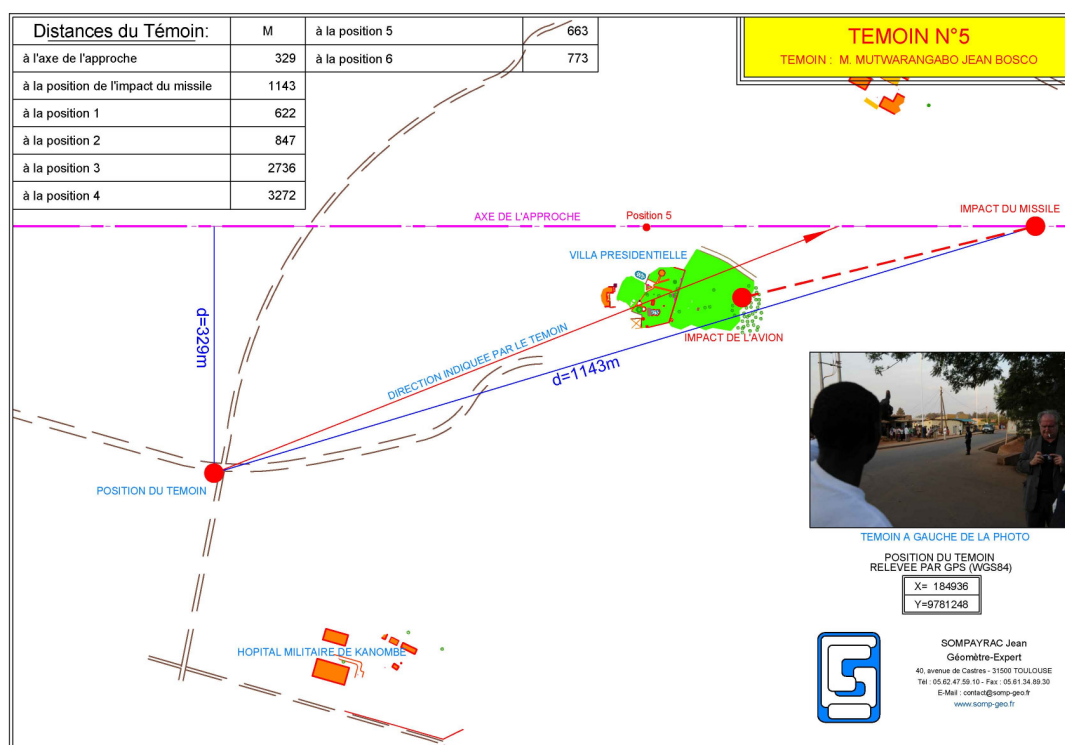 Distances du Témoin: M
à l'axe de l'approche 329
à la position de l'impact du missile 1143
à la position 1 622
à la position 2 847
à la position 3 2736
à la position 4 3272
à la position 5 663
à la position 6 773
TEMOIN N°5
TEMOIN : M. MUTWARANGABO JEAN BOSCO
AXE DE L'APPROCHE
Position 5
IMPACT DU MISSILE
VILLA PRESIDENTIELLE
IMPACT DE L'AVION
d=329m
DIRECTION INDIQUEE PAR LE TEMOIN
d=1143m
POSITION DU TEMOIN
HOPITAL MILITAIRE DE KANOMBE
TEMOIN A GAUCHE DE LA PHOTO
POSITION DU TEMOIN
RELEVEE PAR GPS (WGS84)
X= 184936
Y=9781248
SOMPAYRAC Jean
Géomètre-Expert
40, avenue de Castres - 31500 TOULOUSE
Tél : 05.62.47.59.10 - Fax : 05.61.34.89.30
E-Mail : contact@somp-geo.fr
www.somp-geo.fr